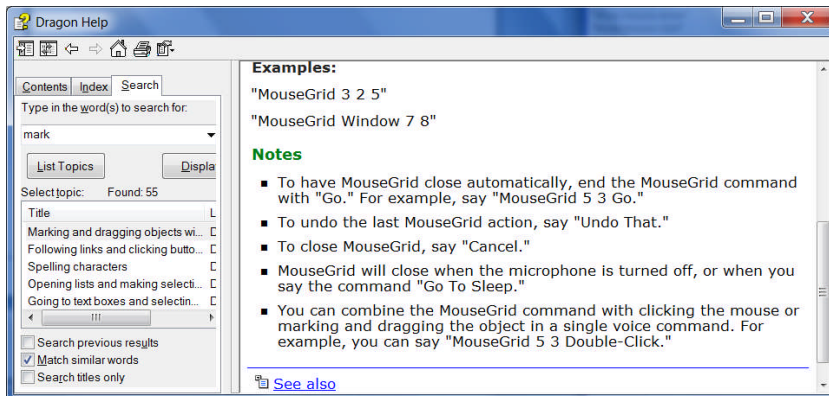 Dragon Help
Contents Index Search
Type in the word(s) to search for:
mark
List Topics Displa
Select topic: Found: 55
Title L
Marking and dragging objects wi... D
Following links and clicking butto... D
Spelling characters D
Opening lists and making selecti... D
Going to text boxes and selectin... D
Search previous results
Match similar words
Search titles only
Examples:
"MouseGrid 3 2 5"
"MouseGrid Window 7 8"
Notes
To have MouseGrid close automatically, end the MouseGrid command
with "Go." For example, say "MouseGrid 5 3 Go."
To undo the last MouseGrid action, say "Undo That."
To close MouseGrid, say "Cancel."
MouseGrid will close when the microphone is turned off, or when you
say the command "Go To Sleep."
You can combine the MouseGrid command with clicking the mouse or
marking and dragging the object in a single voice command. For
example, you can say "MouseGrid 5 3 Double-Click."
See also